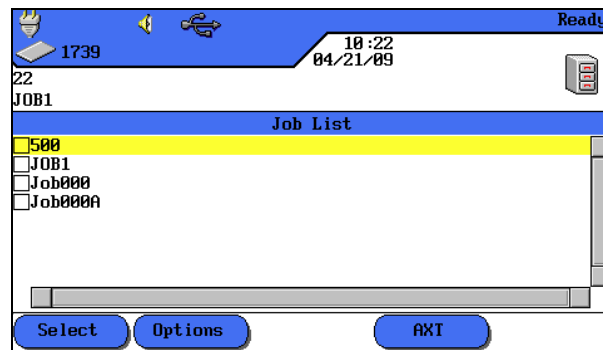 Ready
1739
10:22
04/21/09
22
JOB1
Job List
500
JOB1
Job000
Job000A
Select Options AXT